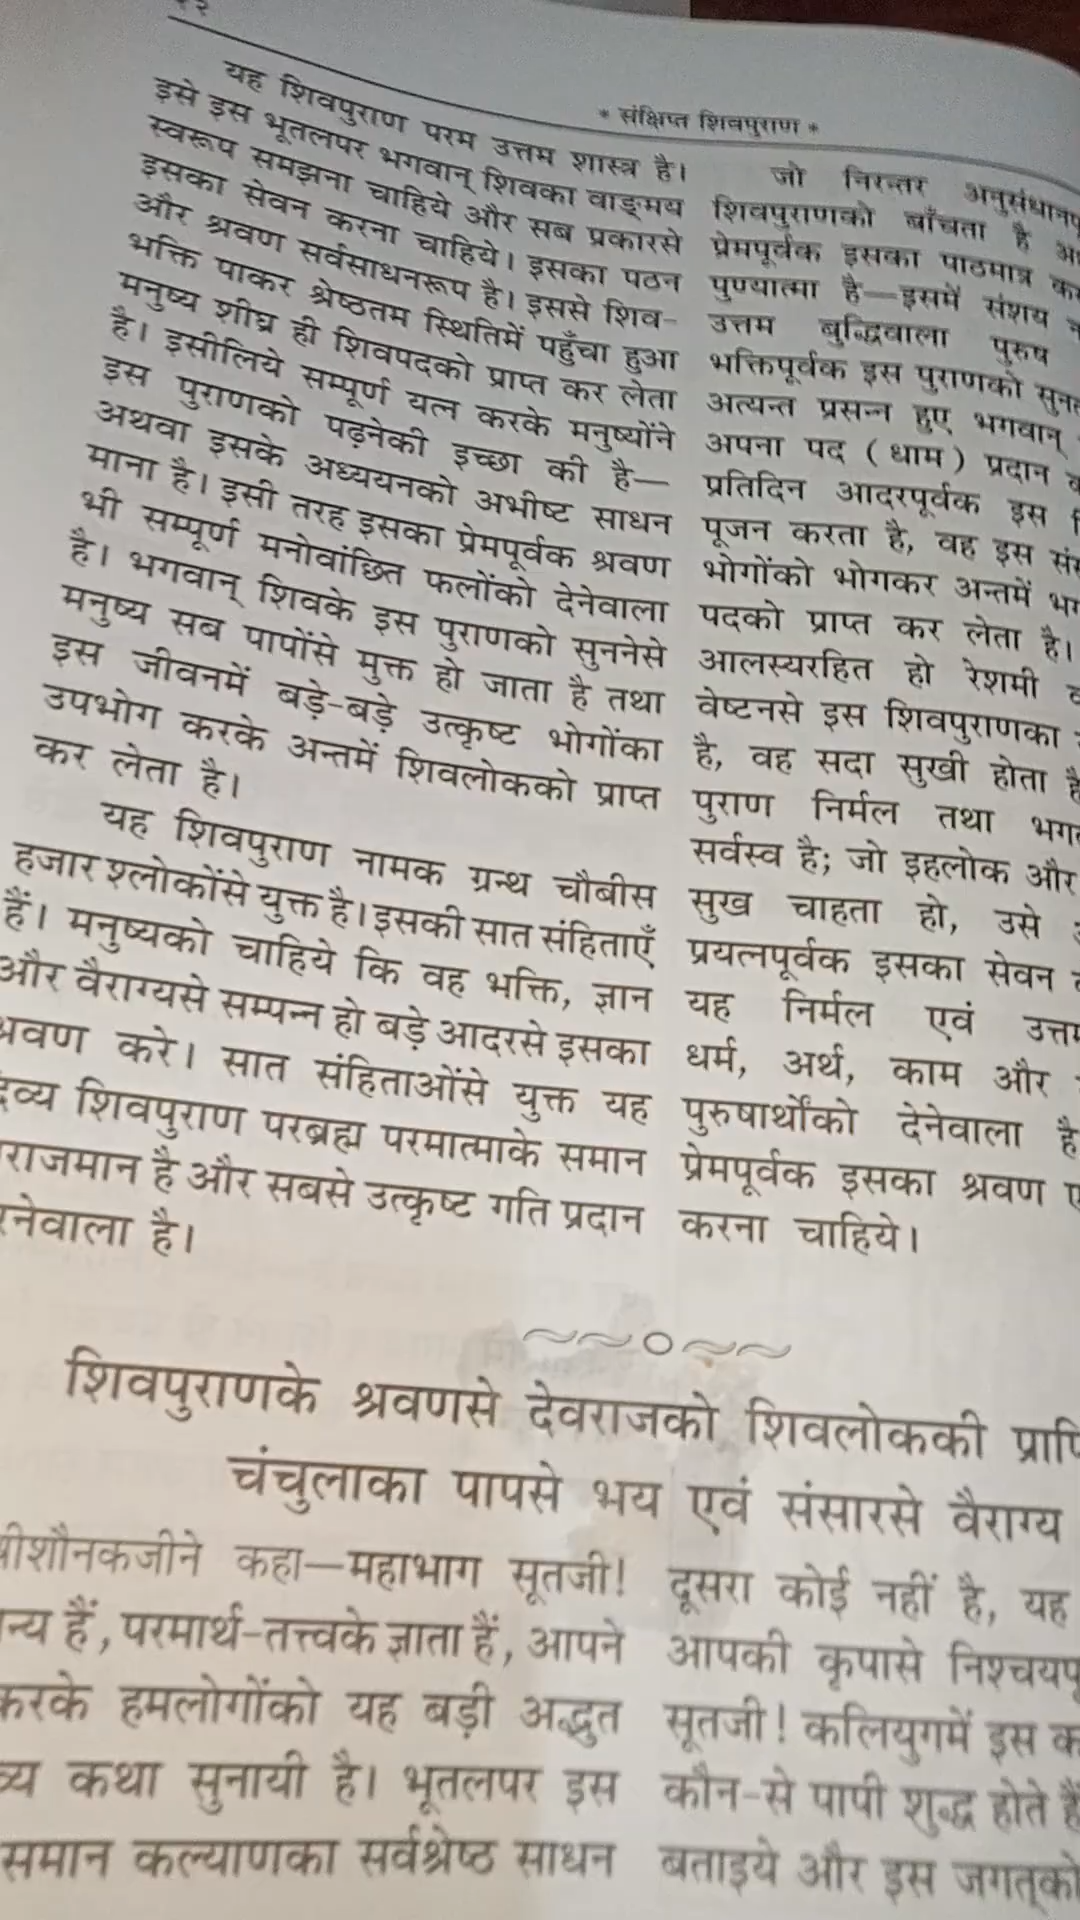 * संक्षिप्त शिवपुराण *
यह शिवपुराण परम उत्तम शास्त्र है।
इसे इस भूतलपर भगवान् शिवका वाङ्मय
स्वरूप समझना चाहिये और सब प्रकारसे
इसका सेवन करना चाहिये। इसका पठन
और श्रवण सर्वसाधनरूप है। इससे शिव-
भक्ति पाकर श्रेष्ठतम स्थितिमें पहुँचा हुआ
मनुष्य शीघ्र ही शिवपदको प्राप्त कर लेता
है। इसीलिये सम्पूर्ण यत्न करके मनुष्योंने
इस पुराणको पढ़नेकी इच्छा की है—
अथवा इसके अध्ययनको अभीष्ट साधन
माना है। इसी तरह इसका प्रेमपूर्वक श्रवण
भी सम्पूर्ण मनोवांछित फलोंको देनेवाला
है। भगवान् शिवके इस पुराणको सुननेसे
मनुष्य सब पापोंसे मुक्त हो जाता है तथा
इस जीवनमें बड़े-बड़े उत्कृष्ट भोगोंका
उपभोग करके अन्तमें शिवलोकको प्राप्त
कर लेता है।
यह शिवपुराण नामक ग्रन्थ चौबीस
हजार श्लोकोंसे युक्त है। इसकी सात संहिताएँ
हैं। मनुष्यको चाहिये कि वह भक्ति, ज्ञान
और वैराग्यसे सम्पन्न हो बड़े आदरसे इसका
करे। सात संहिताओंसे युक्त यह
शिवपुराण परब्रह्म परमात्माके समान
है और सबसे उत्कृष्ट गति प्रदान
है।
जो निरन्तर
शिवपुराणको बाँचता है
प्रेमपूर्वक इसका पाठमात्र
पुण्यात्मा है—इसमें संशय
उत्तम बुद्धिवाला पुरुष
भक्तिपूर्वक इस पुराणको
अत्यन्त प्रसन्न हुए भगवान्
अपना पद (धाम) प्रदान
प्रतिदिन आदरपूर्वक इस
पूजन करता है, वह इस
भोगोंको भोगकर अन्तमें
पदको प्राप्त कर लेता है।
आलस्यरहित हो रेशमी
वेष्टनसे इस शिवपुराणका
है, वह सदा सुखी होता
पुराण निर्मल तथा
सर्वस्व है; जो इहलोक और
सुख चाहता हो, उसे
प्रयत्नपूर्वक इसका सेवन
यह निर्मल एवं
धर्म, अर्थ, काम और
पुरुषार्थोंको देनेवाला है
प्रेमपूर्वक इसका श्रवण
करना चाहिये।
शिवपुराणके श्रवणसे देवराजको शिवलोककी
चंचुलाका पापसे भय एवं संसारसे वैराग्य
कहा—महाभाग सूतजी!
हैं, परमार्थ-तत्त्वके ज्ञाता हैं, आपने
करके हमलोगोंको यह बड़ी अद्भुत
कथा सुनायी है। भूतलपर इस
समान कल्याणका सर्वश्रेष्ठ साधन
दूसरा कोई नहीं है, यह
आपकी कृपासे
सूतजी! कलियुगमें इस
कौन-से पापी शुद्ध होते हैं
बताइये और इस जगत्को